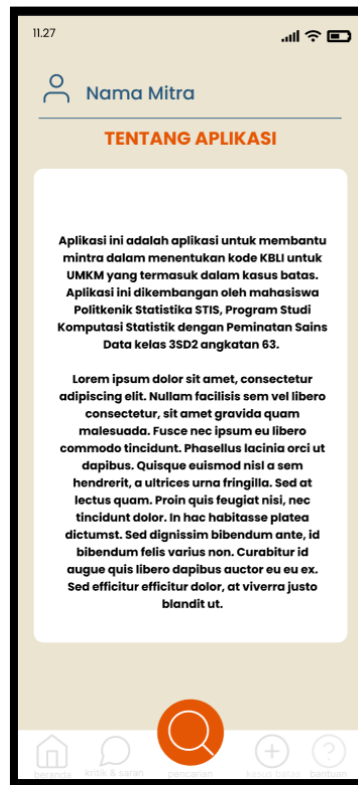 11.27
Nama Mitra
TENTANG APLIKASI
Aplikasi ini adalah aplikasi untuk membantu
mintra dalam menentukan kode KBLI untuk
UMKM yang termasuk dalam kasus batas.
Aplikasi ini dikembangan oleh mahasiswa
Politkenik Statistika STIS, Program Studi
Komputasi Statistik dengan Peminatan Sains
Data kelas 3SD2 angkatan 63.
Lorem ipsum dolor sit amet, consectetur
adipiscing elit. Nullam facilisis sem vel libero
consectetur, sit amet gravida quam
malesuada. Fusce nec ipsum eu libero
commodo tincidunt. Phasellus lacinia orci ut
dapibus. Quisque euismod nisl a sem
hendrerit, a ultrices urna fringilla. Sed at
lectus quam. Proin quis feugiat nisi, nec
tincidunt dolor. In hac habitasse platea
dictumst. Sed dignissim bibendum ante, id
bibendum felis varius non. Curabitur id
augue quis libero dapibus auctor eu eu ex.
Sed efficitur efficitur dolor, at viverra justo
blandit ut.
beranda kritik & saran pencarian kasus batas bantuan